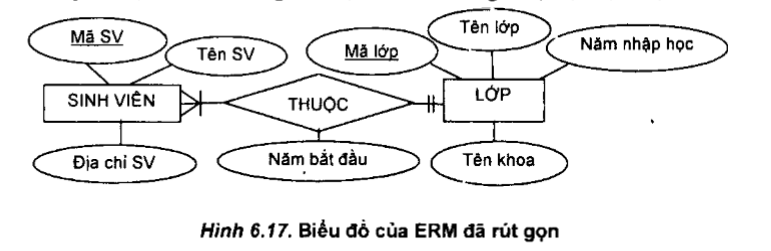 Mã SV
Tên SV
Mã lớp
Tên lớp
Năm nhập học
SINH VIÊN
THUỘC
LỚP
Địa chỉ SV
Năm bắt đầu
Tên khoa
Hình 6.17. Biểu đồ của ERM đã rút gọn